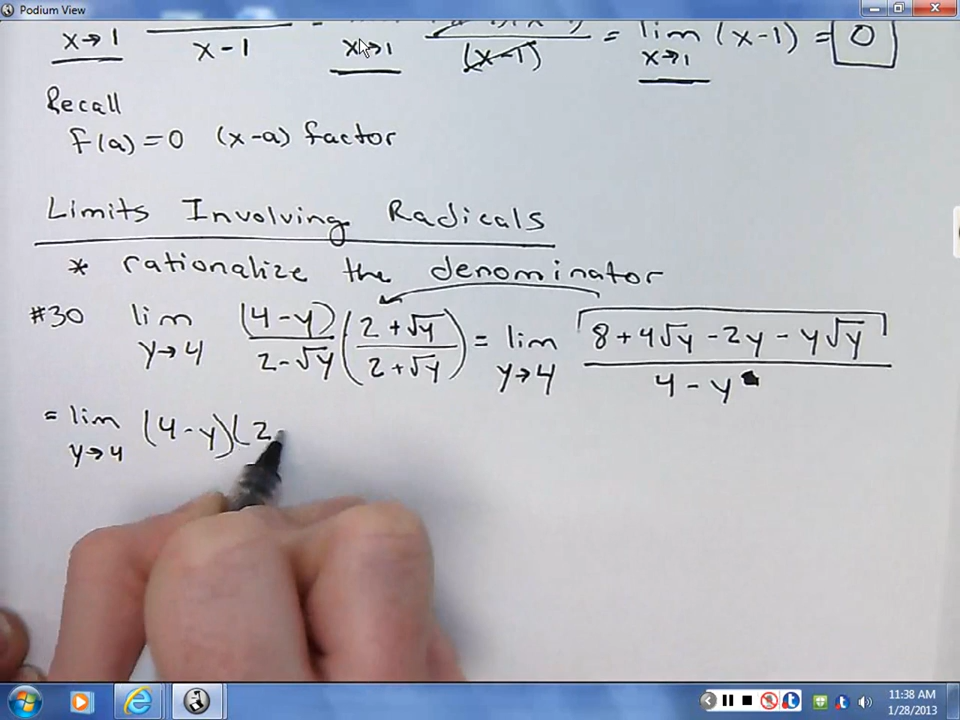 Podium View
x→1 x-1 = x→1 (x-1) = lim x→1 (x-1) = 0
Recall
f(a)=0 (x-a) factor
Limits Involving Radicals
* rationalize the denominator
#30 lim y→4 (4-y)/(2-√y) (2+√y)/(2+√y) = lim y→4 (8+4√y-2y-y√y)/(4-y)
= lim y→4 (4-y)(2
11:38 AM
1/28/2013